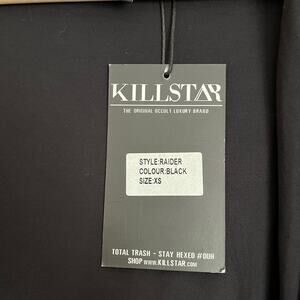 KILLSTAR
THE ORIGINAL OCCULT LUXURY BRAND
STYLE:RAIDER
COLOUR:BLACK
SIZE:XS
TOTAL TRASH - STAY HEXED #DUH
SHOP WWW.KILLSTAR.COM